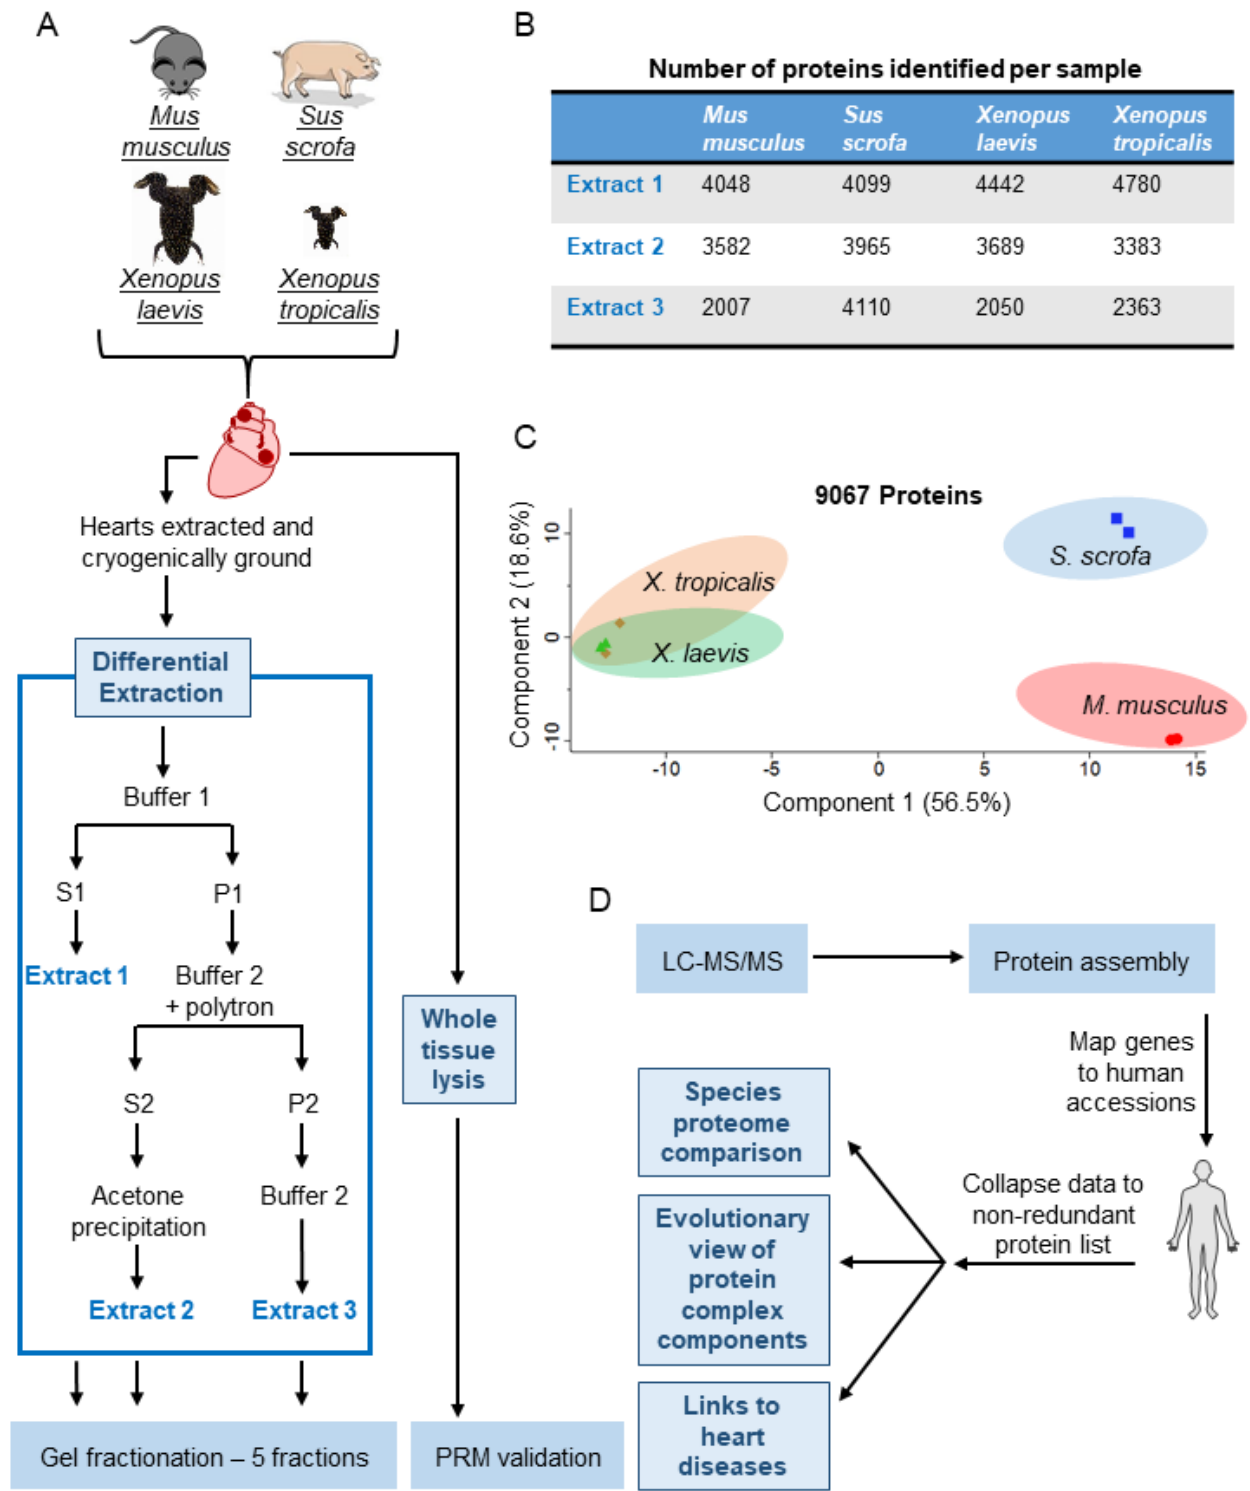 A
Mus
musculus
Sus
scrofa
Xenopus
laevis
Xenopus
tropicalis
Hearts extracted and
cryogenically ground
Differential
Extraction
Buffer 1
S1
P1
Extract 1
Buffer 2
+ polytron
S2
P2
Acetone
precipitation
Buffer 2
Extract 2
Extract 3
Gel fractionation – 5 fractions
Whole
tissue
lysis
PRM validation
B
Number of proteins identified per sample
Mus
musculus
Sus
scrofa
Xenopus
laevis
Xenopus
tropicalis
Extract 1 4048 4099 4442 4780
Extract 2 3582 3965 3689 3383
Extract 3 2007 4110 2050 2363
C
9067 Proteins
Component 2 (18.6%)
10
0
-10
X. tropicalis
X. laevis
S. scrofa
M. musculus
-10 -5 0 5 10 15
Component 1 (56.5%)
D
LC-MS/MS
Protein assembly
Map genes
to human
accessions
Collapse data to
non-redundant
protein list
Species
proteome
comparison
Evolutionary
view of
protein
complex
components
Links to
heart
diseases